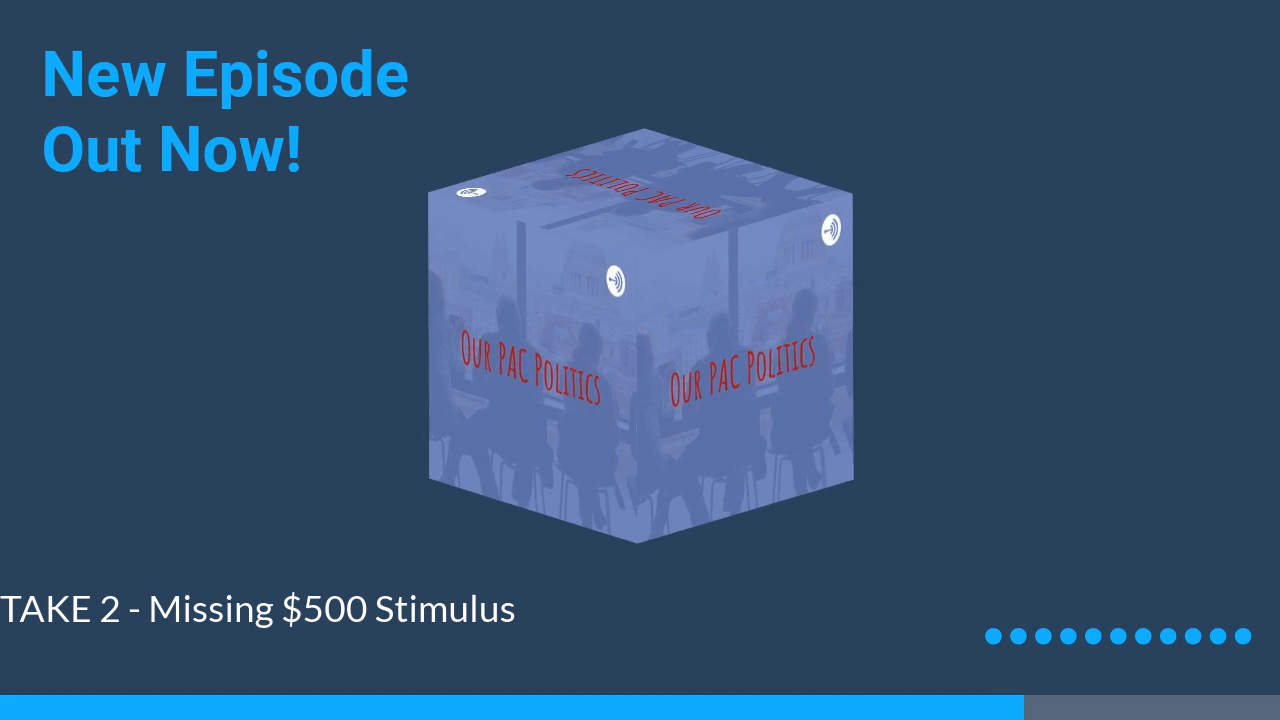 New Episode
Out Now!
OUR PAC POLITICS
OUR PAC POLITICS
OUR PAC POLITICS
TAKE 2 - Missing $500 Stimulus